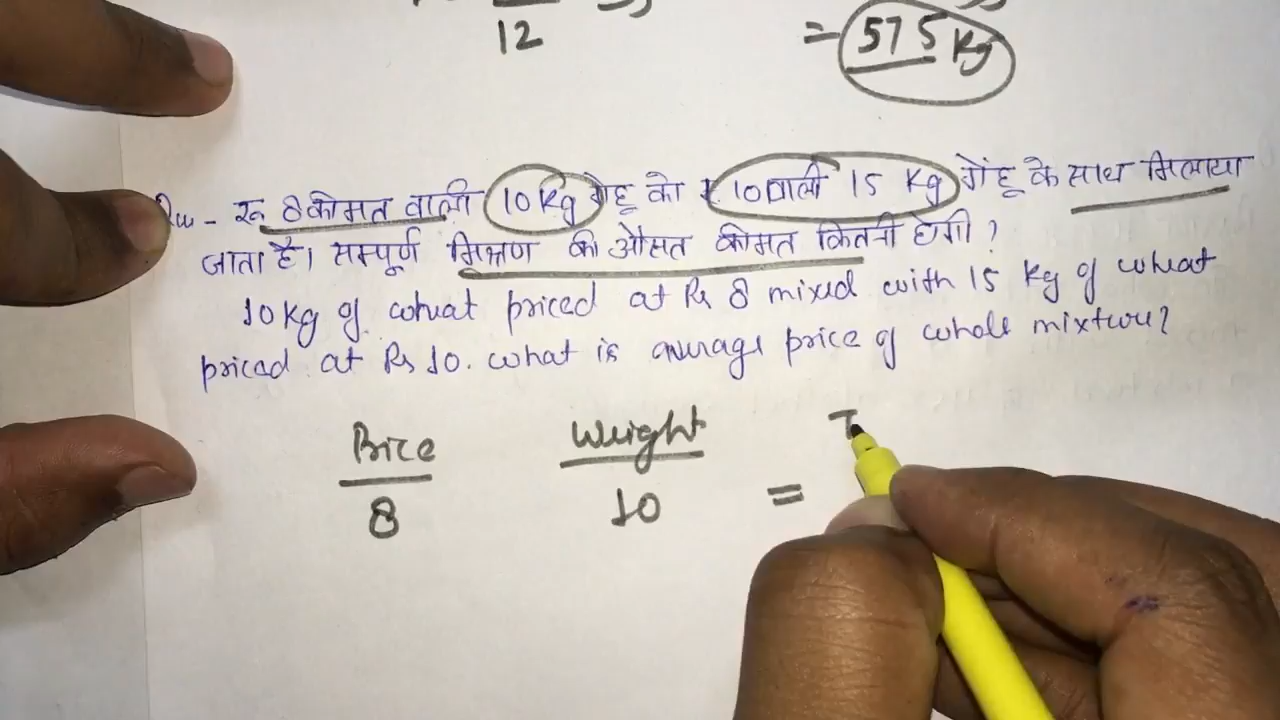 12
= 575 Kg
Qu - रू 8 कीमत वाली 10 Kg गेहू को ₹ 10 वाली 15 Kg गेंहू के साथ मिलाया
जाता है। सम्पूर्ण मिश्रण की औसत कीमत कितनी होगी ?
10 Kg of wheat priced at Rs 8 mixed with 15 Kg of wheat
priced at Rs 10. what is average price of whole mixture?
Price Weight T
8 10 =